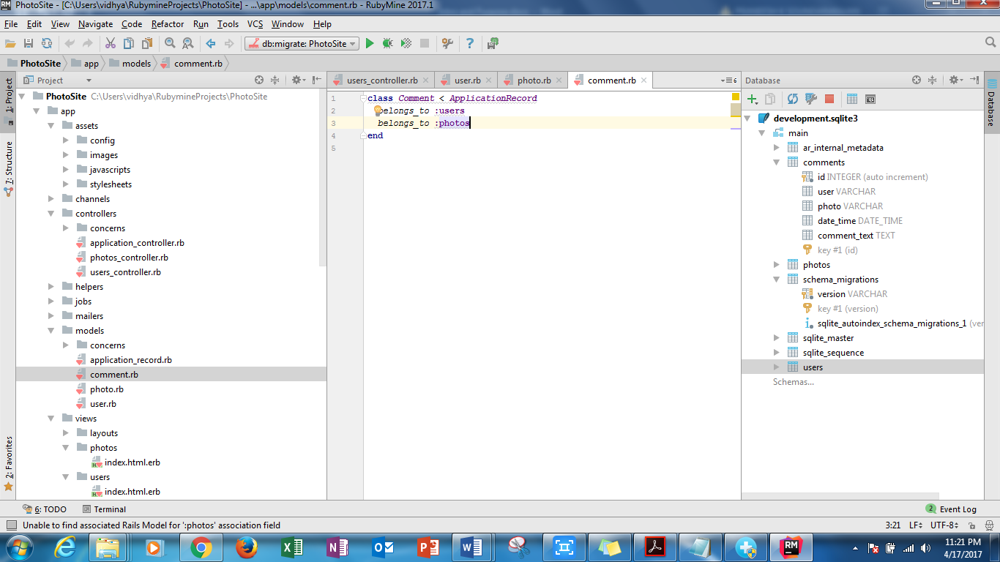 PhotoSite - [C:\Users\vidhya\RubymineProjects\PhotoSite] - ...\app\models\comment.rb - RubyMine 2017.1
File Edit View Navigate Code Refactor Run Tools VCS Window Help
db:migrate: PhotoSite
PhotoSite app models comment.rb
Project
users_controller.rb user.rb photo.rb comment.rb
Database
1: Project
7: Structure
2: Favorites
PhotoSite C:\Users\vidhya\RubymineProjects\PhotoSite
app
assets
config
images
javascripts
stylesheets
channels
controllers
concerns
application_controller.rb
photos_controller.rb
users_controller.rb
helpers
jobs
mailers
models
concerns
application_record.rb
comment.rb
photo.rb
user.rb
views
layouts
photos
index.html.erb
users
index.html.erb
1 class Comment < ApplicationRecord
2 belongs_to :users
3 belongs_to :photos
4 end
5
development.sqlite3
main
ar_internal_metadata
comments
id INTEGER (auto increment)
user VARCHAR
photo VARCHAR
date_time DATE_TIME
comment_text TEXT
key #1 (id)
photos
schema_migrations
version VARCHAR
key #1 (version)
sqlite_autoindex_schema_migrations_1 (ver
sqlite_master
sqlite_sequence
users
Schemas...
Database
6: TODO Terminal
2 Event Log
Unable to find associated Rails Model for ':photos' association field
3:21 LF UTF-8
11:21 PM
4/17/2017